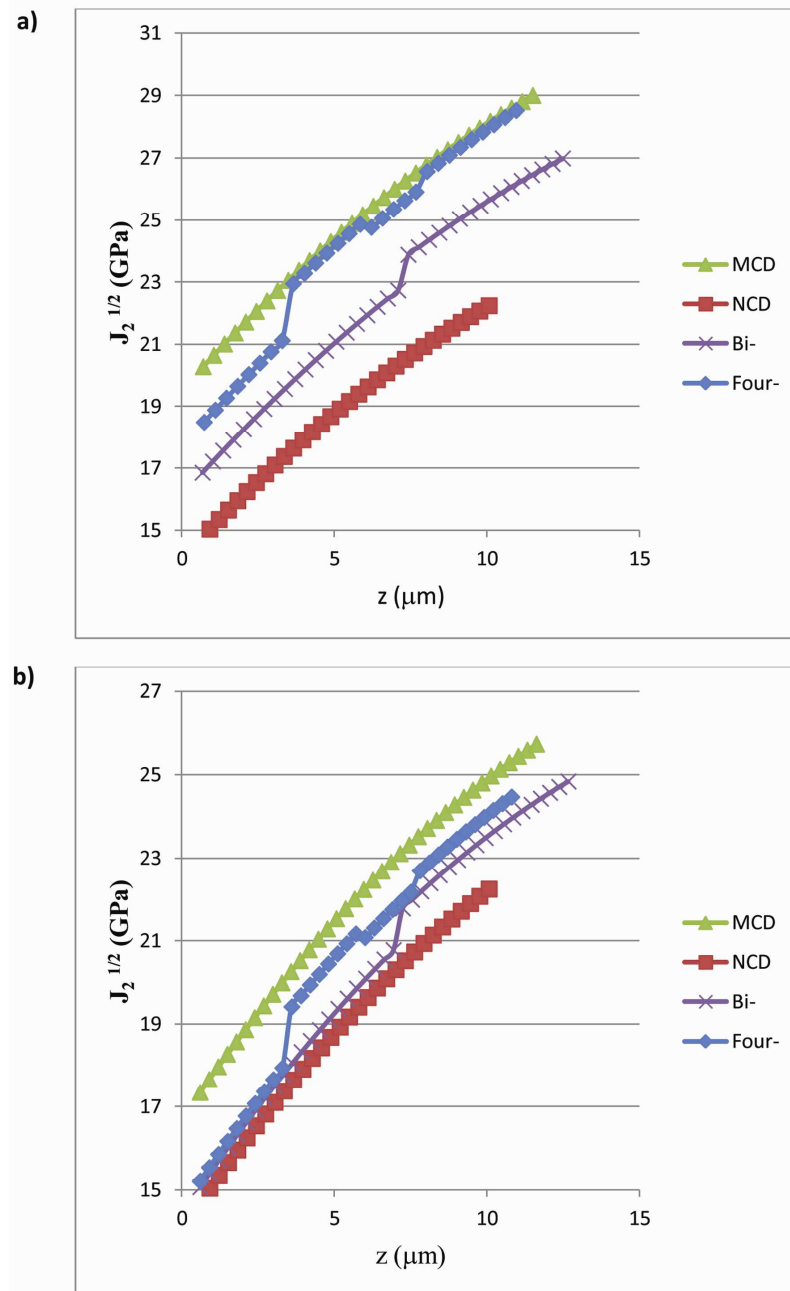 a)
31
29
27
25
23
21
19
17
15
J2 1/2 (GPa)
0
5
10
15
z (μm)
MCD
NCD
Bi-
Four-
b)
27
25
23
21
19
17
15
J2 1/2 (GPa)
0
5
10
15
z (μm)
MCD
NCD
Bi-
Four-